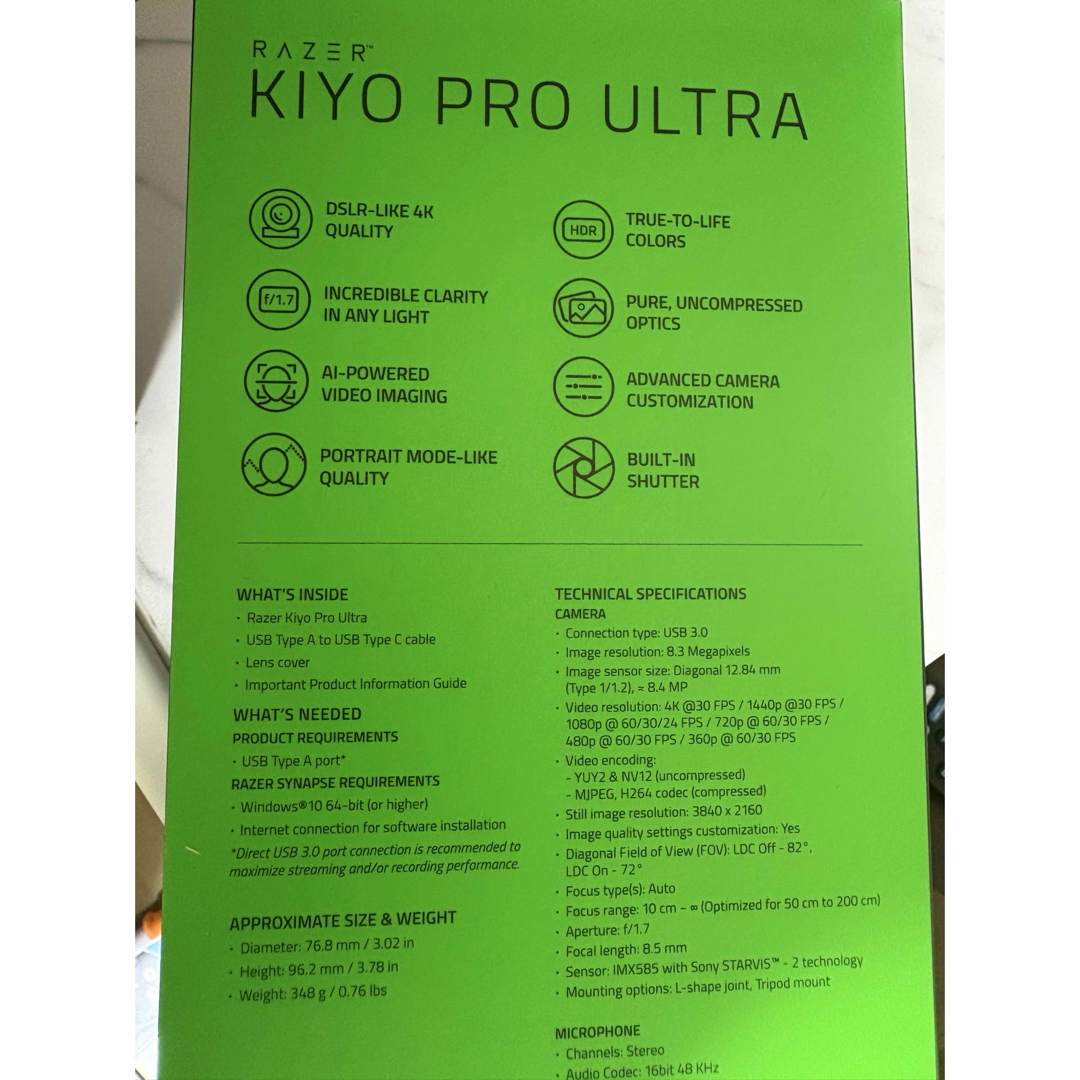 RAZER™
KIYO PRO ULTRA
DSLR-LIKE 4K
QUALITY
f/1.7
INCREDIBLE CLARITY
IN ANY LIGHT
AI-POWERED
VIDEO IMAGING
PORTRAIT MODE-LIKE
QUALITY
HDR
TRUE-TO-LIFE
COLORS
PURE, UNCOMPRESSED
OPTICS
ADVANCED CAMERA
CUSTOMIZATION
BUILT-IN
SHUTTER
WHAT'S INSIDE
· Razer Kiyo Pro Ultra
· USB Type A to USB Type C cable
· Lens cover
· Important Product Information Guide
WHAT'S NEEDED
PRODUCT REQUIREMENTS
· USB Type A port*
RAZER SYNAPSE REQUIREMENTS
· Windows®10 64-bit (or higher)
· Internet connection for software installation
*Direct USB 3.0 port connection is recommended to
maximize streaming and/or recording performance.
APPROXIMATE SIZE & WEIGHT
· Diameter: 76.8 mm / 3.02 in
· Height: 96.2 mm / 3.78 in
· Weight: 348 g / 0.76 lbs
TECHNICAL SPECIFICATIONS
CAMERA
· Connection type: USB 3.0
· Image resolution: 8.3 Megapixels
· Image sensor size: Diagonal 12.84 mm
(Type 1/1.2), ≈ 8.4 MP
· Video resolution: 4K @30 FPS / 1440p @30 FPS /
1080p @ 60/30/24 FPS / 720p @ 60/30 FPS /
480p @ 60/30 FPS / 360p @ 60/30 FPS
· Video encoding:
- YUY2 & NV12 (uncompressed)
- MJPEG, H264 codec (compressed)
· Still image resolution: 3840 x 2160
· Image quality settings customization: Yes
· Diagonal Field of View (FOV): LDC Off - 82°,
LDC On - 72°
· Focus type(s): Auto
· Focus range: 10 cm ~ ∞ (Optimized for 50 cm to 200 cm)
· Aperture: f/1.7
· Focal length: 8.5 mm
· Sensor: IMX585 with Sony STARVIS™ - 2 technology
· Mounting options: L-shape joint, Tripod mount
MICROPHONE
· Channels: Stereo
· Audio Codec: 16bit 48 KHz